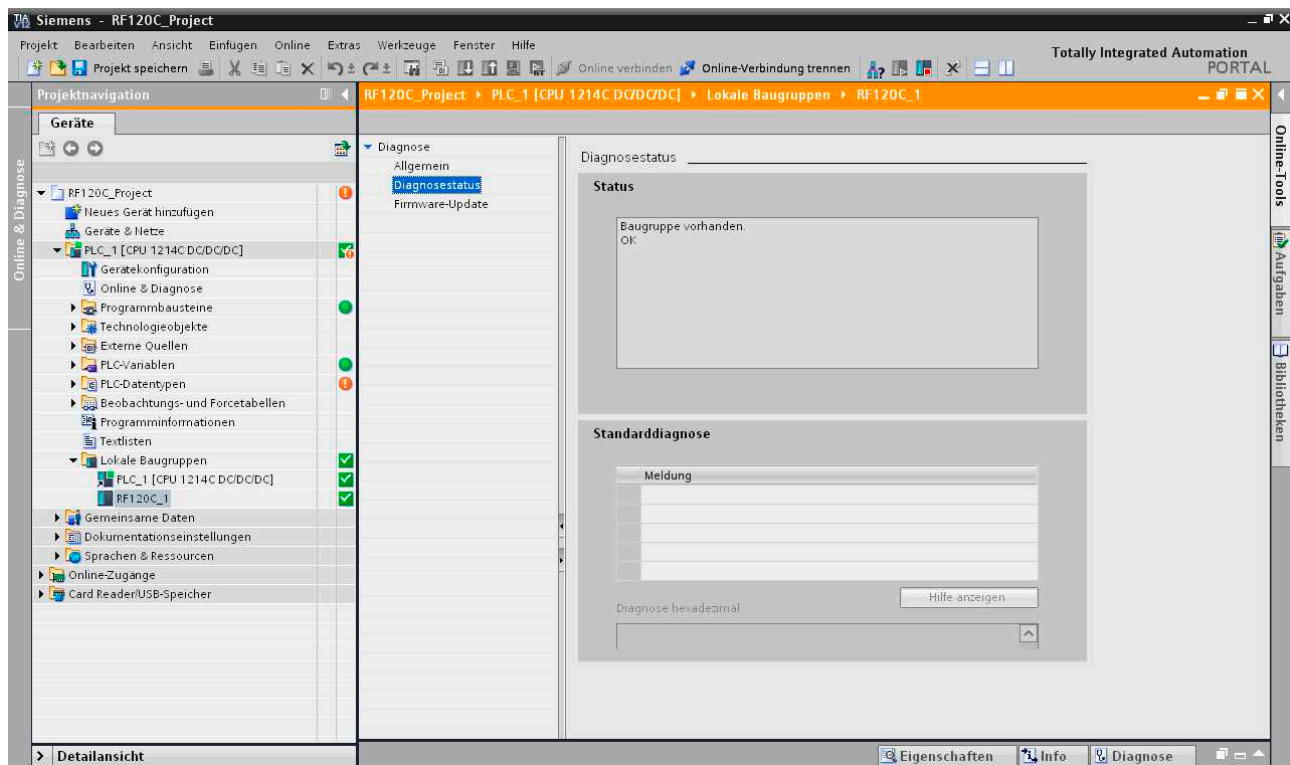 Siemens - RF120C_Project
Projekt Bearbeiten Ansicht Einfügen Online Extras Werkzeuge Fenster Hilfe
Totally Integrated Automation
PORTAL
Projekt speichern
Online verbinden
Online-Verbindung trennen
Projektnavigation
RF120C_Project PLC_1 [CPU 1214C DC/DC/DC] Lokale Baugruppen RF120C_1
Online & Diagnose
Geräte
RF120C_Project
Neues Gerät hinzufügen
Geräte & Netze
PLC_1 [CPU 1214C DC/DC/DC]
Gerätekonfiguration
Online & Diagnose
Programmbausteine
Technologieobjekte
Externe Quellen
PLC-Variablen
PLC-Datentypen
Beobachtungs- und Forcetabellen
Programminformationen
Textlisten
Lokale Baugruppen
PLC_1 [CPU 1214C DC/DC/DC]
RF120C_1
Gemeinsame Daten
Dokumentationseinstellungen
Sprachen & Ressourcen
Online-Zugänge
Card Reader/USB-Speicher
Detailansicht
Diagnose
Allgemein
Diagnosestatus
Firmware-Update
Diagnosestatus
Status
Baugruppe vorhanden.
OK
Standarddiagnose
Meldung
Hilfe anzeigen
Diagnose hexadezimal
Online-Tools
Aufgaben
Bibliotheken
Eigenschaften
Info
Diagnose